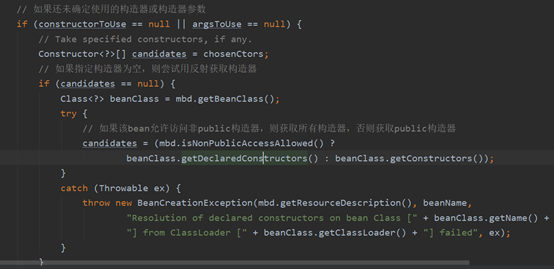 // 如果还未确定使用的构造器或构造器参数
if (constructorToUse == null || argsToUse == null) {
// Take specified constructors, if any.
Constructor<?>[] candidates = chosenCtors;
// 如果指定构造器为空，则尝试用反射获取构造器
if (candidates == null) {
Class<?> beanClass = mbd.getBeanClass();
try {
// 如果该bean允许访问非public构造器，则获取所有构造器，否则获取public构造器
candidates = (mbd.isNonPublicAccessAllowed() ?
beanClass.getDeclaredConstructors() : beanClass.getConstructors());
}
catch (Throwable ex) {
throw new BeanCreationException(mbd.getResourceDescription(), beanName,
"Resolution of declared constructors on bean Class [" + beanClass.getName() +
"] from ClassLoader [" + beanClass.getClassLoader() + "] failed", ex);
}
}